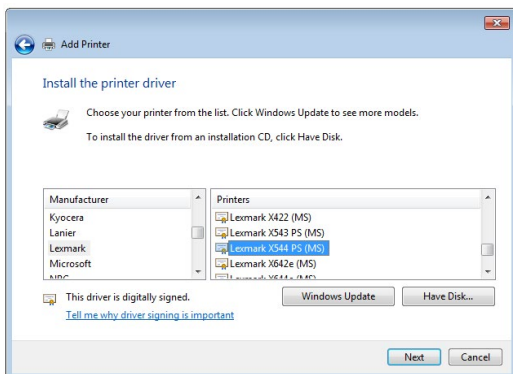 Add Printer
Install the printer driver
Choose your printer from the list. Click Windows Update to see more models.
To install the driver from an installation CD, click Have Disk.
Manufacturer
Kyocera
Lanier
Lexmark
Microsoft
Printers
Lexmark X422 (MS)
Lexmark X543 PS (MS)
Lexmark X544 PS (MS)
Lexmark X642e (MS)
This driver is digitally signed.
Tell me why driver signing is important
Windows Update
Have Disk...
Next
Cancel